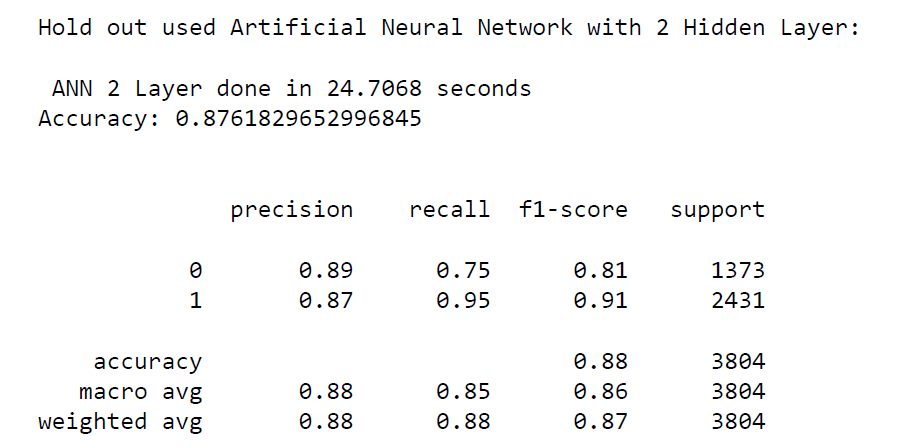 Hold out used Artificial Neural Network with 2 Hidden Layer:
ANN 2 Layer done in 24.7068 seconds
Accuracy: 0.8761829652996845
precision recall f1-score support
0 0.89 0.75 0.81 1373
1 0.87 0.95 0.91 2431
accuracy 0.88 3804
macro avg 0.88 0.85 0.86 3804
weighted avg 0.88 0.88 0.87 3804